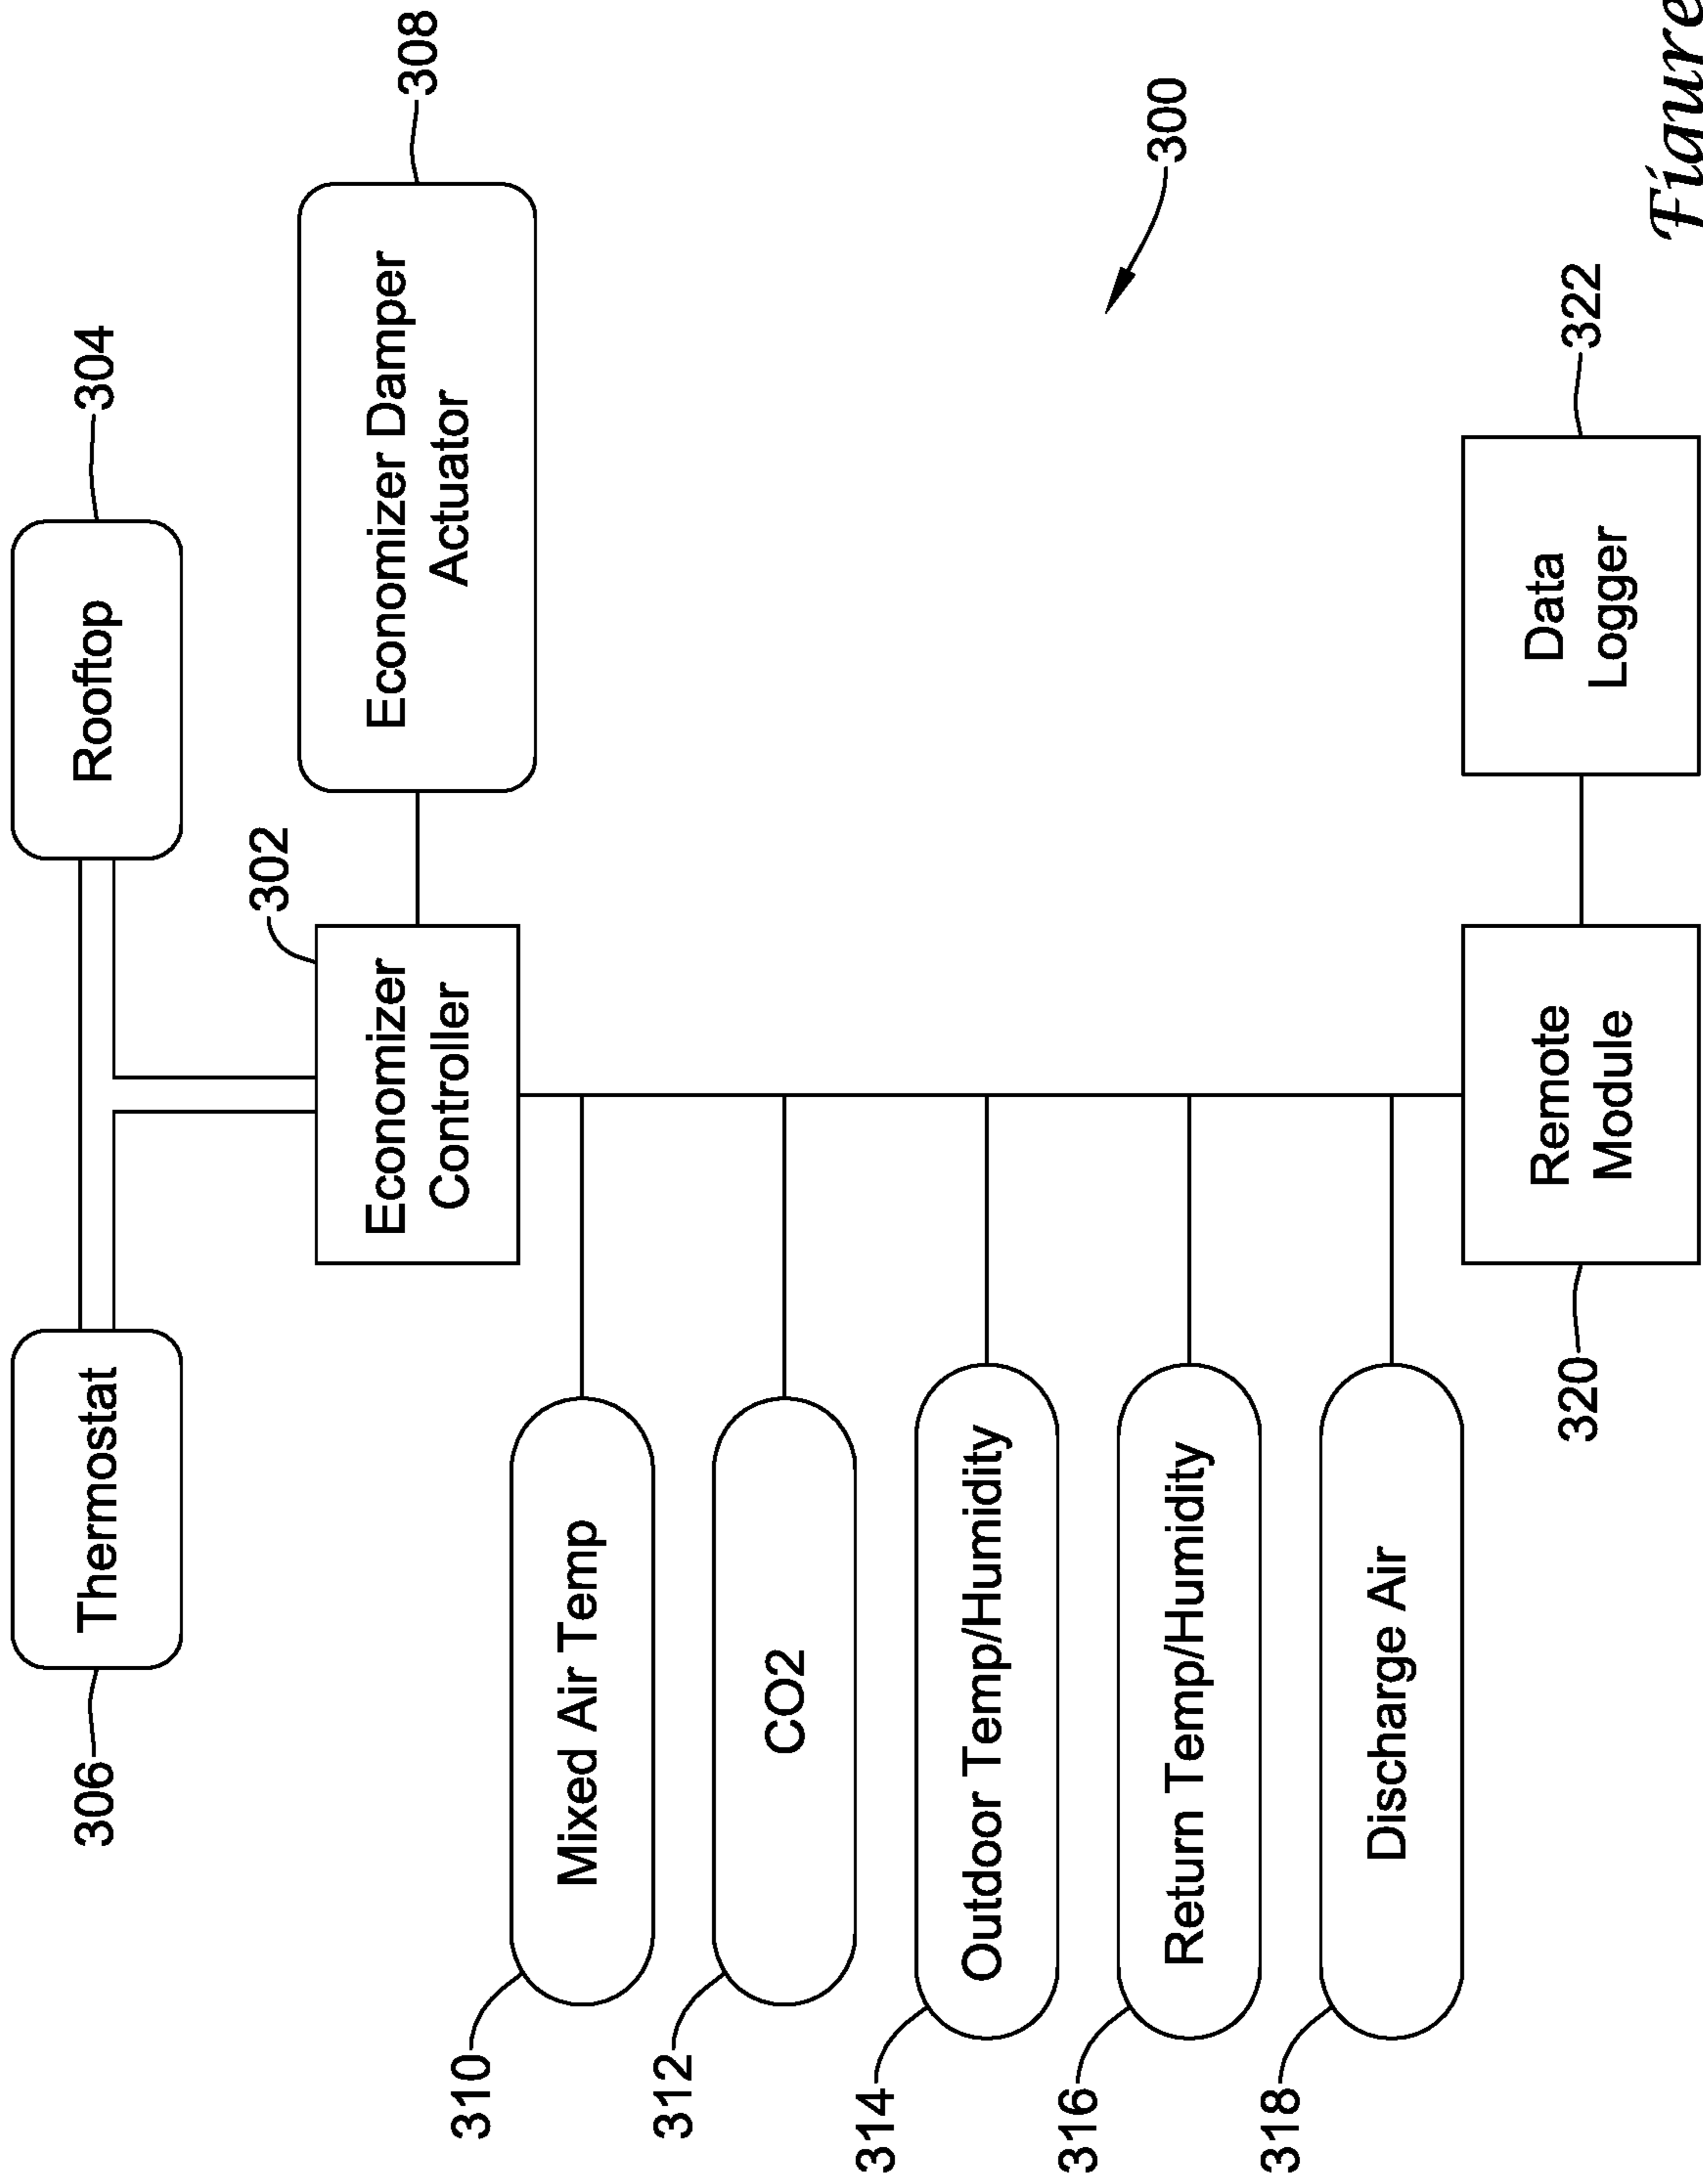 306
Thermostat
Rooftop
304
302
Economizer
Controller
Economizer Damper
Actuator
308
310
Mixed Air Temp
312
CO2
314
Outdoor Temp/Humidity
316
Return Temp/Humidity
318
Discharge Air
300
320
Remote
Module
Data
Logger
322
Figure